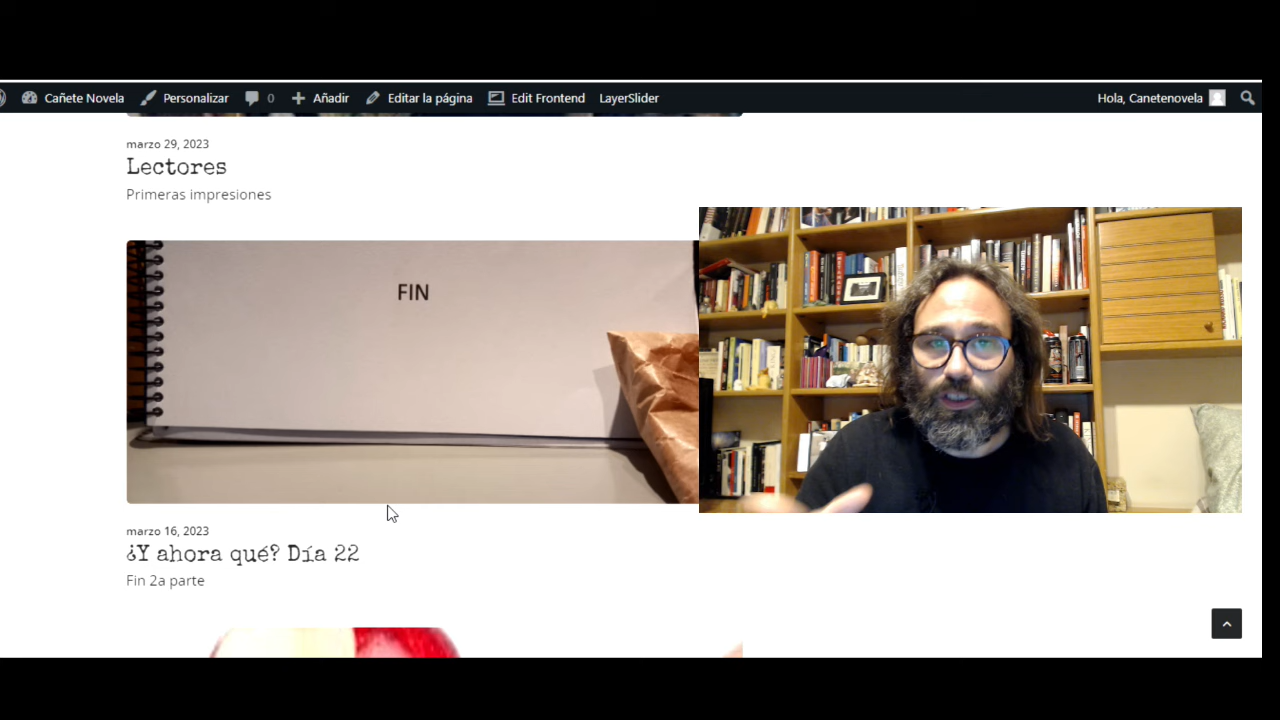 Cañete Novela Personalizar 0 Añadir Editar la página Edit Frontend LayerSlider Hola, Canetenovela
marzo 29, 2023
Lectores
Primeras impresiones
FIN
marzo 16, 2023
¿Y ahora qué? Día 22
Fin 2a parte